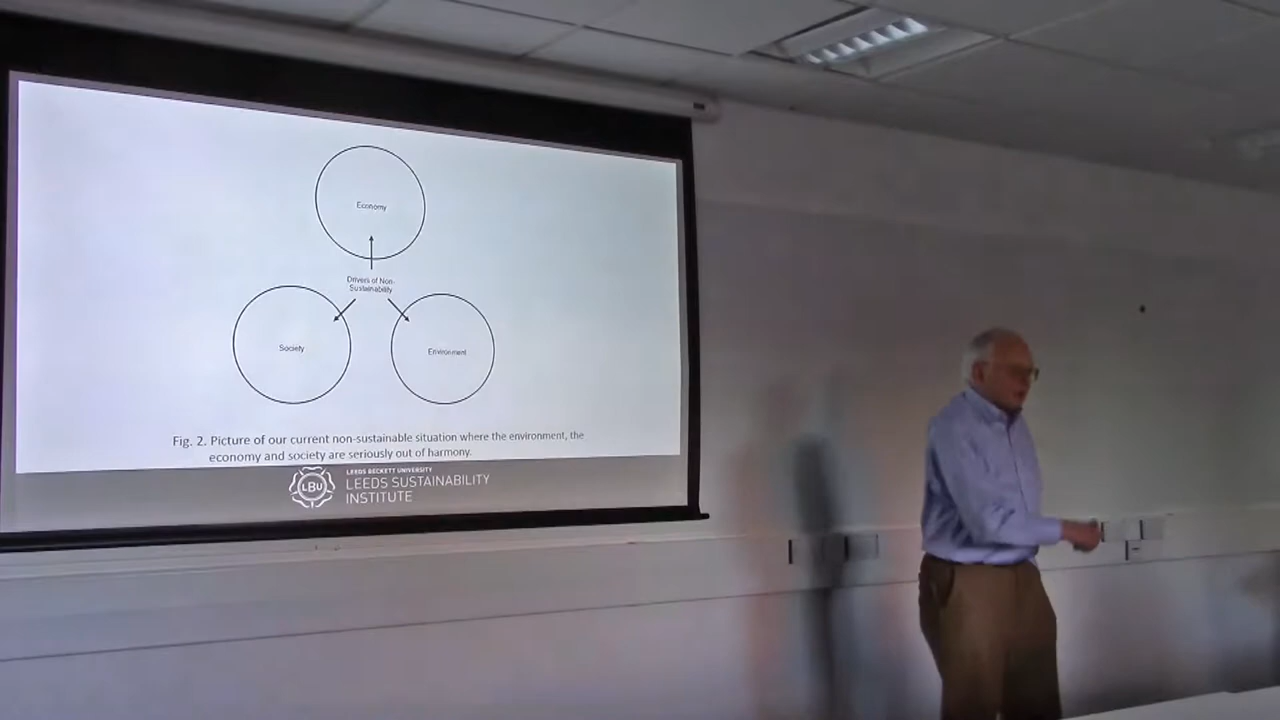 Economy
Drivers of Non-
Sustainability
Society
Environment
Fig. 2. Picture of our current non-sustainable situation where the environment, the
economy and society are seriously out of harmony.
LBU
LEEDS BECKETT UNIVERSITY
LEEDS SUSTAINABILITY
INSTITUTE